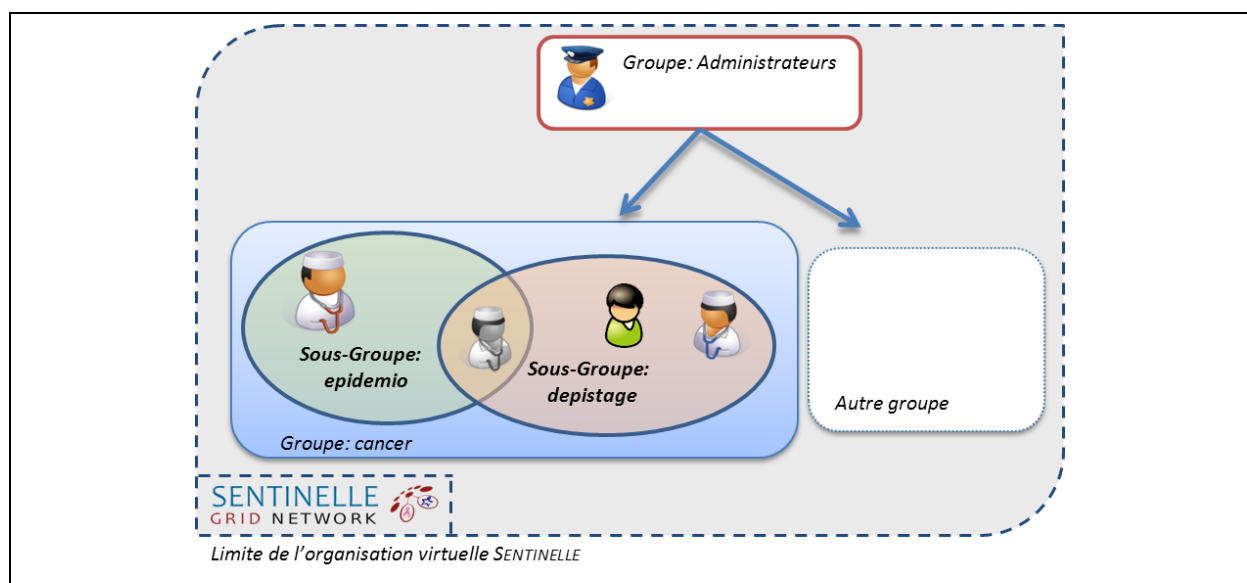 Groupe: Administrateurs
Sous-Groupe:
epidemio
Sous-Groupe:
depistage
Autre groupe
Groupe: cancer
SENTINELLE
GRID NETWORK
Limite de l'organisation virtuelle SENTINELLE